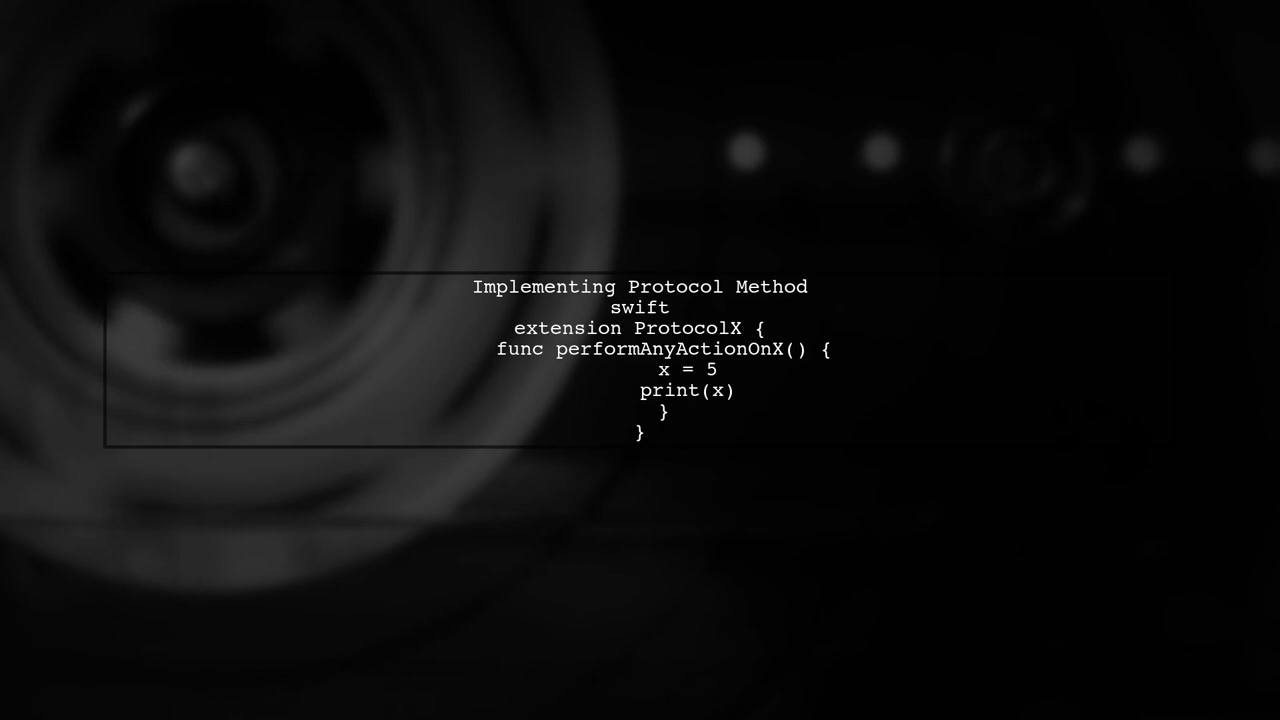 Implementing Protocol Method
swift
extension ProtocolX {
func performAnyActionOnX() {
x = 5
print(x)
}
}